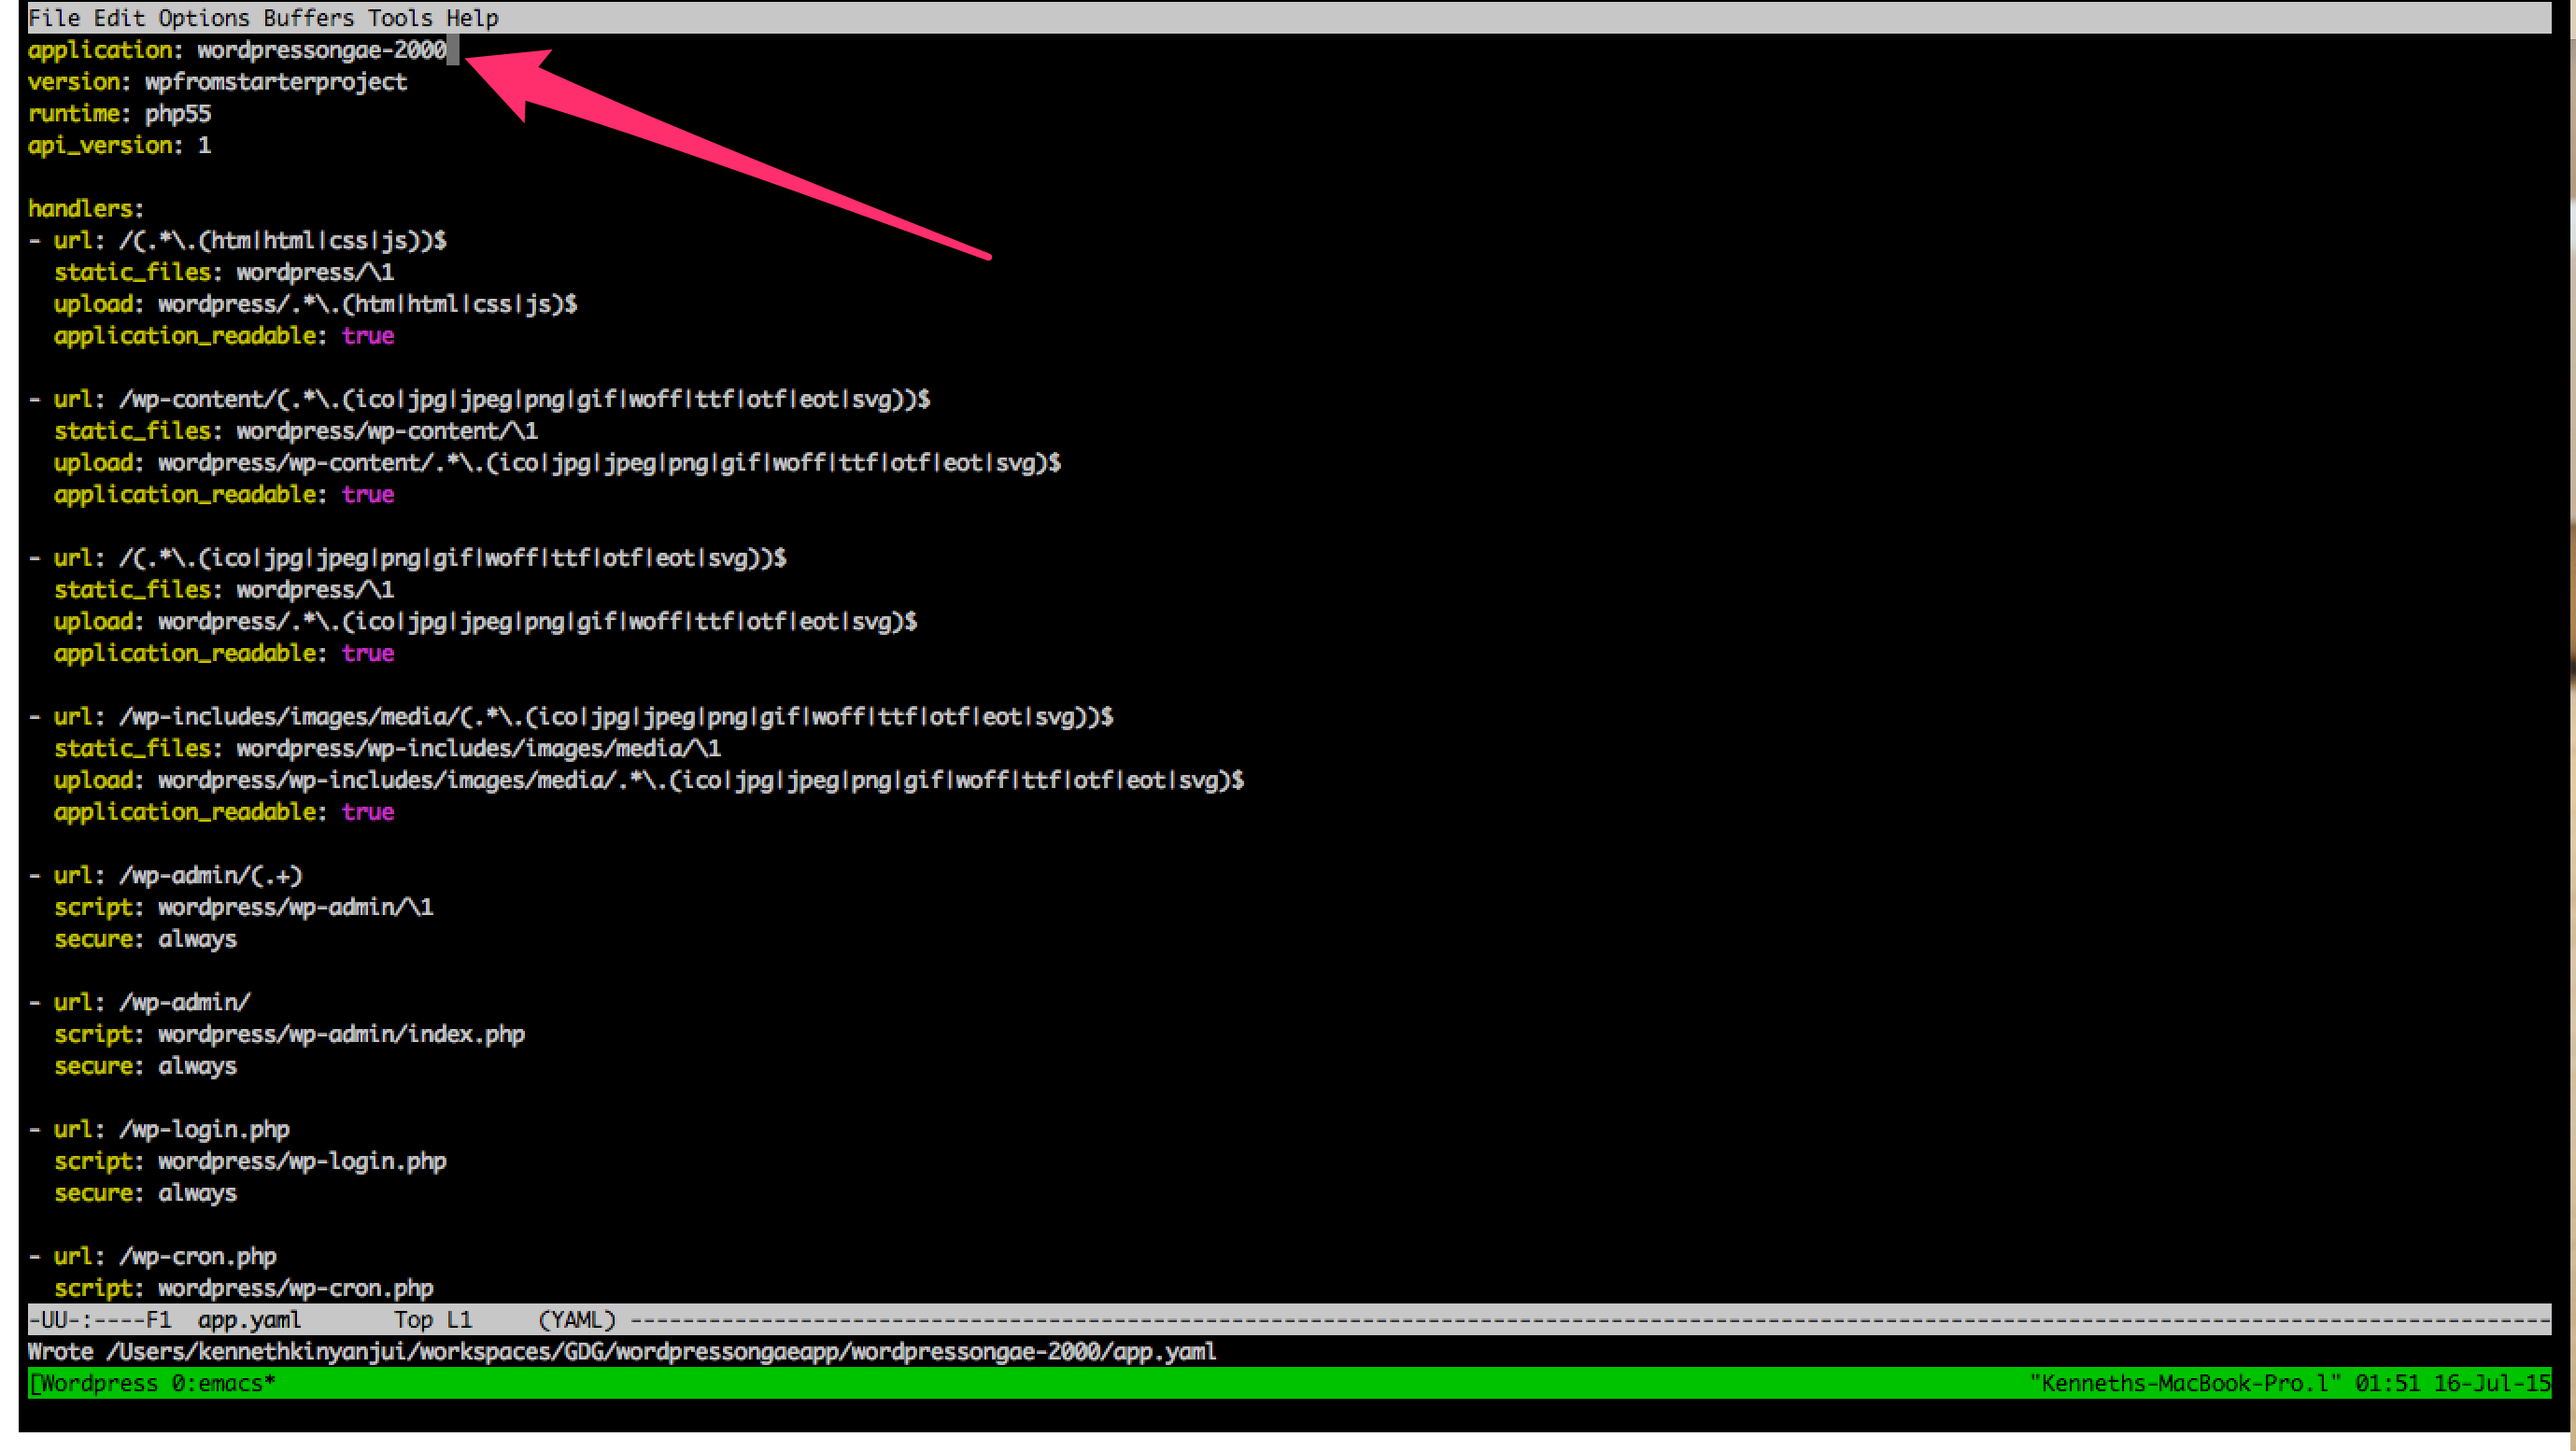 File Edit Options Buffers Tools Help
application: wordpressongae-2000
version: wpfromstarterproject
runtime: php55
api_version: 1
handlers:
- url: /(.*\.(htm|html|css|js))$
  static_files: wordpress/\1
  upload: wordpress/.*\.(htm|html|css|js)$
  application_readable: true
- url: /wp-content/(.*\.(ico|jpg|jpeg|png|gif|woff|ttf|otf|eot|svg))$
  static_files: wordpress/wp-content/\1
  upload: wordpress/wp-content/.*\.(ico|jpg|jpeg|png|gif|woff|ttf|otf|eot|svg)$
  application_readable: true
- url: /(.*\.(ico|jpg|jpeg|png|gif|woff|ttf|otf|eot|svg))$
  static_files: wordpress/\1
  upload: wordpress/.*\.(ico|jpg|jpeg|png|gif|woff|ttf|otf|eot|svg)$
  application_readable: true
- url: /wp-includes/images/media/(.*\.(ico|jpg|jpeg|png|gif|woff|ttf|otf|eot|svg))$
  static_files: wordpress/wp-includes/images/media/\1
  upload: wordpress/wp-includes/images/media/.*\.(ico|jpg|jpeg|png|gif|woff|ttf|otf|eot|svg)$
  application_readable: true
- url: /wp-admin/(.+)
  script: wordpress/wp-admin/\1
  secure: always
- url: /wp-admin/
  script: wordpress/wp-admin/index.php
  secure: always
- url: /wp-login.php
  script: wordpress/wp-login.php
  secure: always
- url: /wp-cron.php
  script: wordpress/wp-cron.php
-UU-:----F1  app.yaml       Top L1     (YAML) ----------------------------------------------------------------------------------------------------------------------------------------------------
Wrote /Users/kennethkinyanjui/workspaces/GDG/wordpressongaeapp/wordpressongae-2000/app.yaml
[Wordpress 0:emacs* "Kenneths-MacBook-Pro.l" 01:51 16-Jul-15